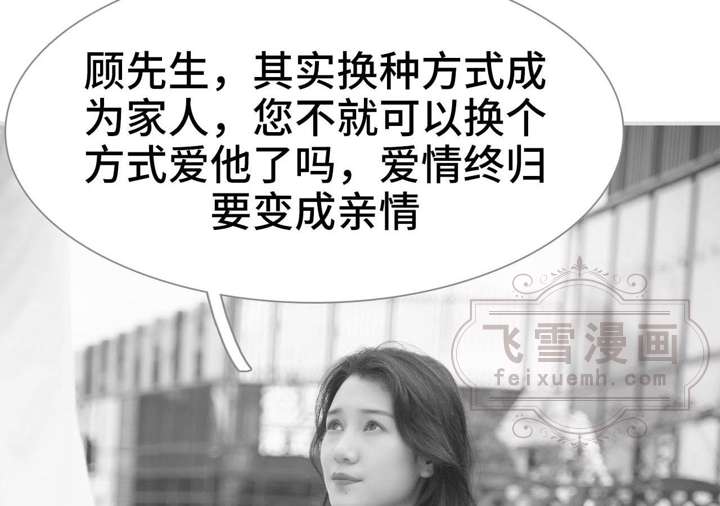 顾先生，其实换种方式成
为家人，您不就可以换个
方式爱他了吗，爱情终归
要变成亲情
飞雪漫画
feixuemh.com